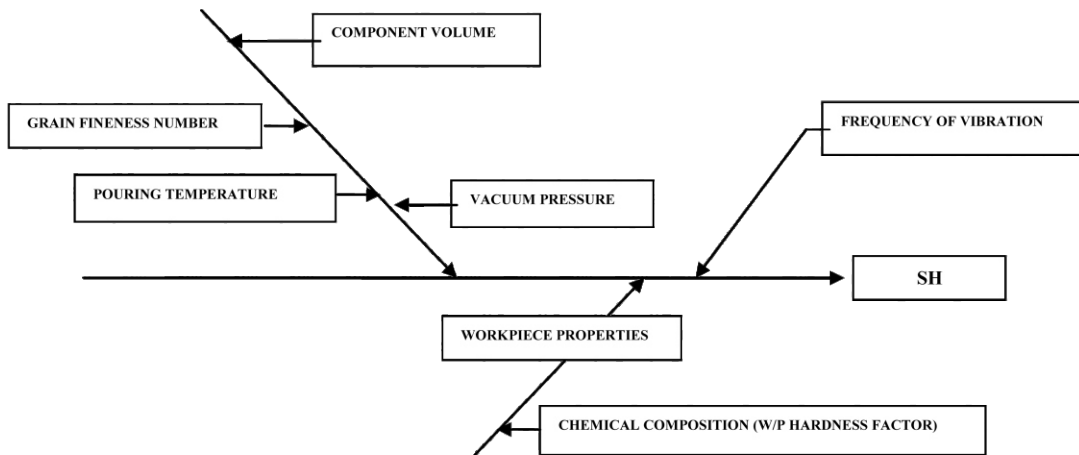 COMPONENT VOLUME
GRAIN FINENESS NUMBER
FREQUENCY OF VIBRATION
POURING TEMPERATURE
VACUUM PRESSURE
SH
WORKPIECE PROPERTIES
CHEMICAL COMPOSITION (W/P HARDNESS FACTOR)